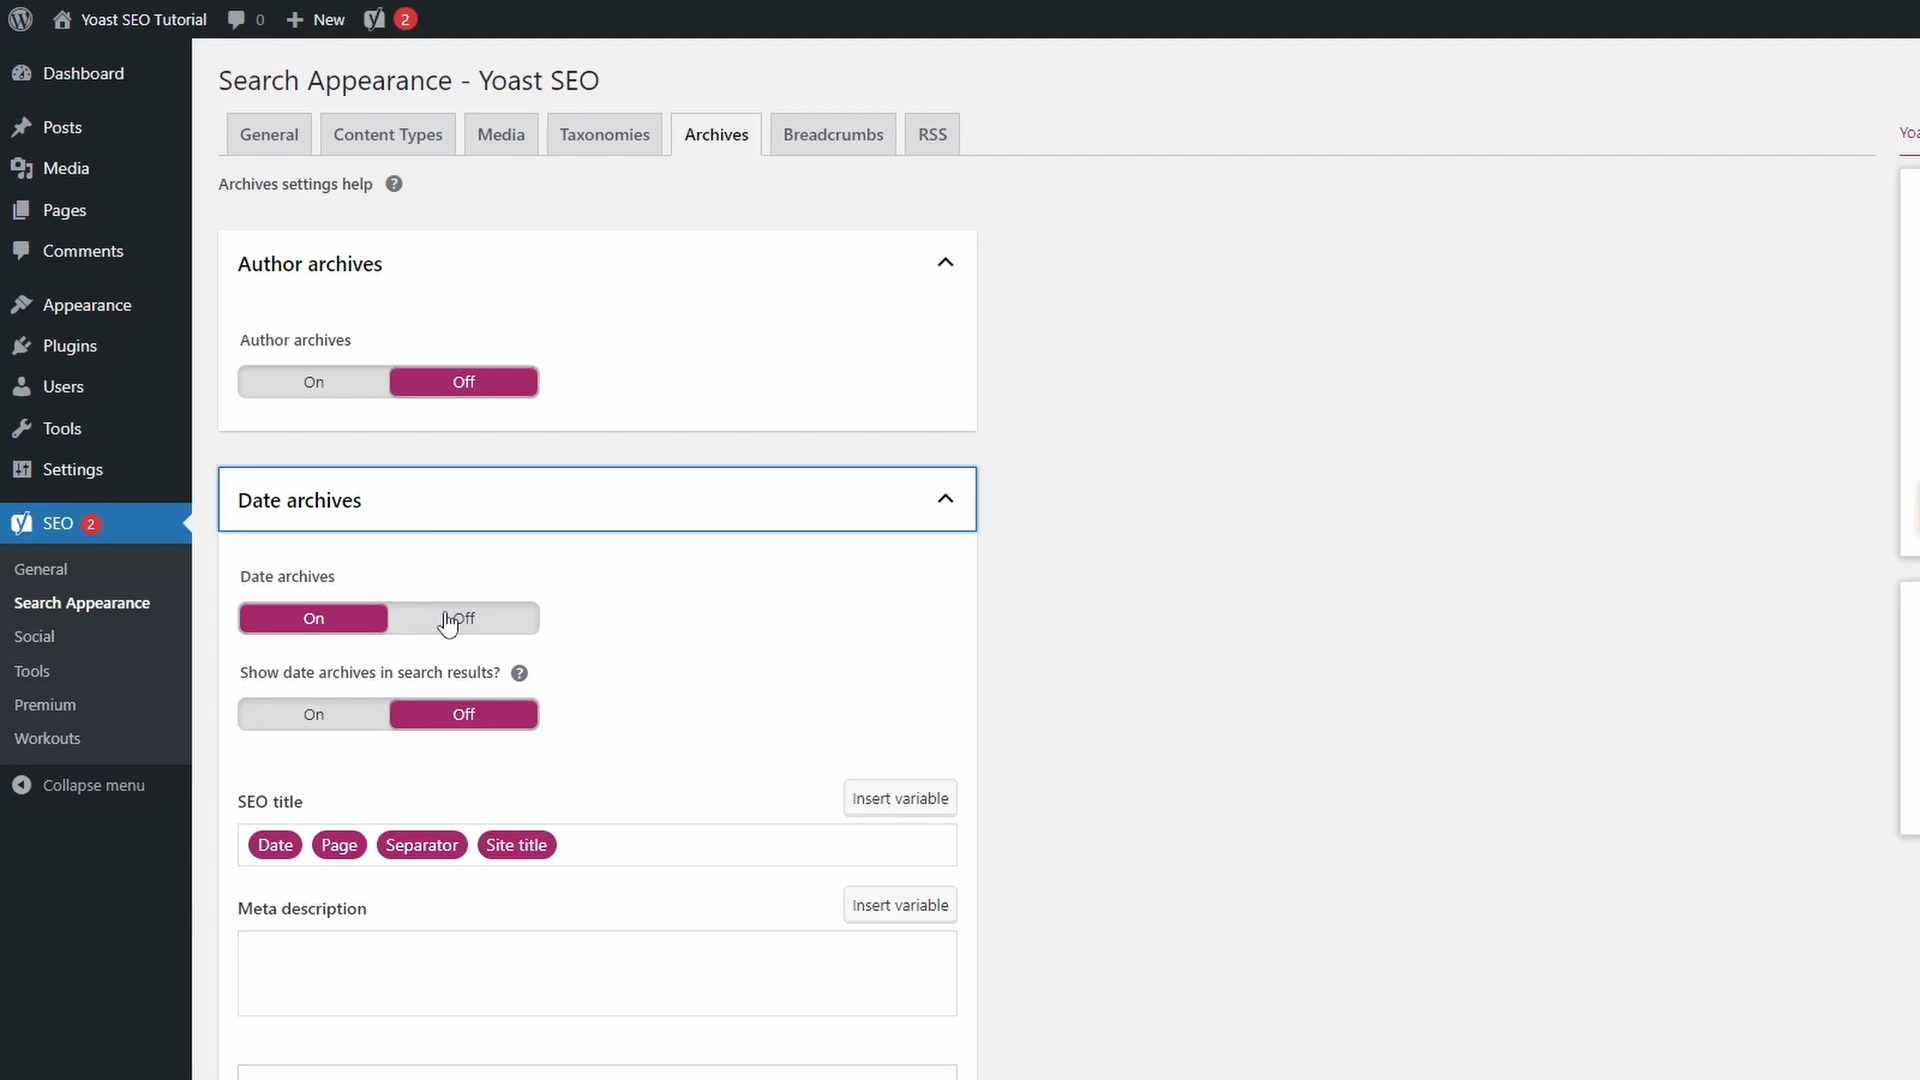 Yoast SEO Tutorial 0 New 2
Dashboard
Posts
Media
Pages
Comments
Appearance
Plugins
Users
Tools
Settings
SEO 2
General
Search Appearance
Social
Tools
Premium
Workouts
Collapse menu
Search Appearance - Yoast SEO
General Content Types Media Taxonomies Archives Breadcrumbs RSS
Archives settings help ?
Author archives
Author archives
On Off
Date archives
Date archives
On Off
Show date archives in search results? ?
On Off
SEO title Insert variable
Date Page Separator Site title
Meta description Insert variable